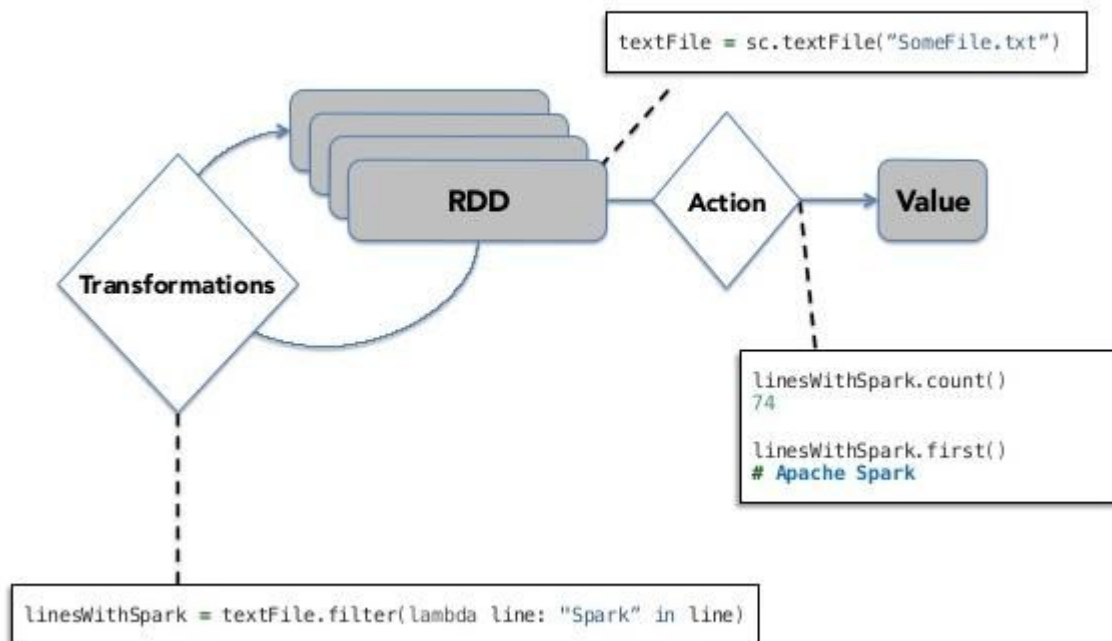 textFile = sc.textFile(”SomeFile.txt”)
RDD
Action
Value
Transformations
linesWithSpark.count()
74
linesWithSpark.first()
# Apache Spark
linesWithSpark = textFile.filter(lambda line: "Spark” in line)